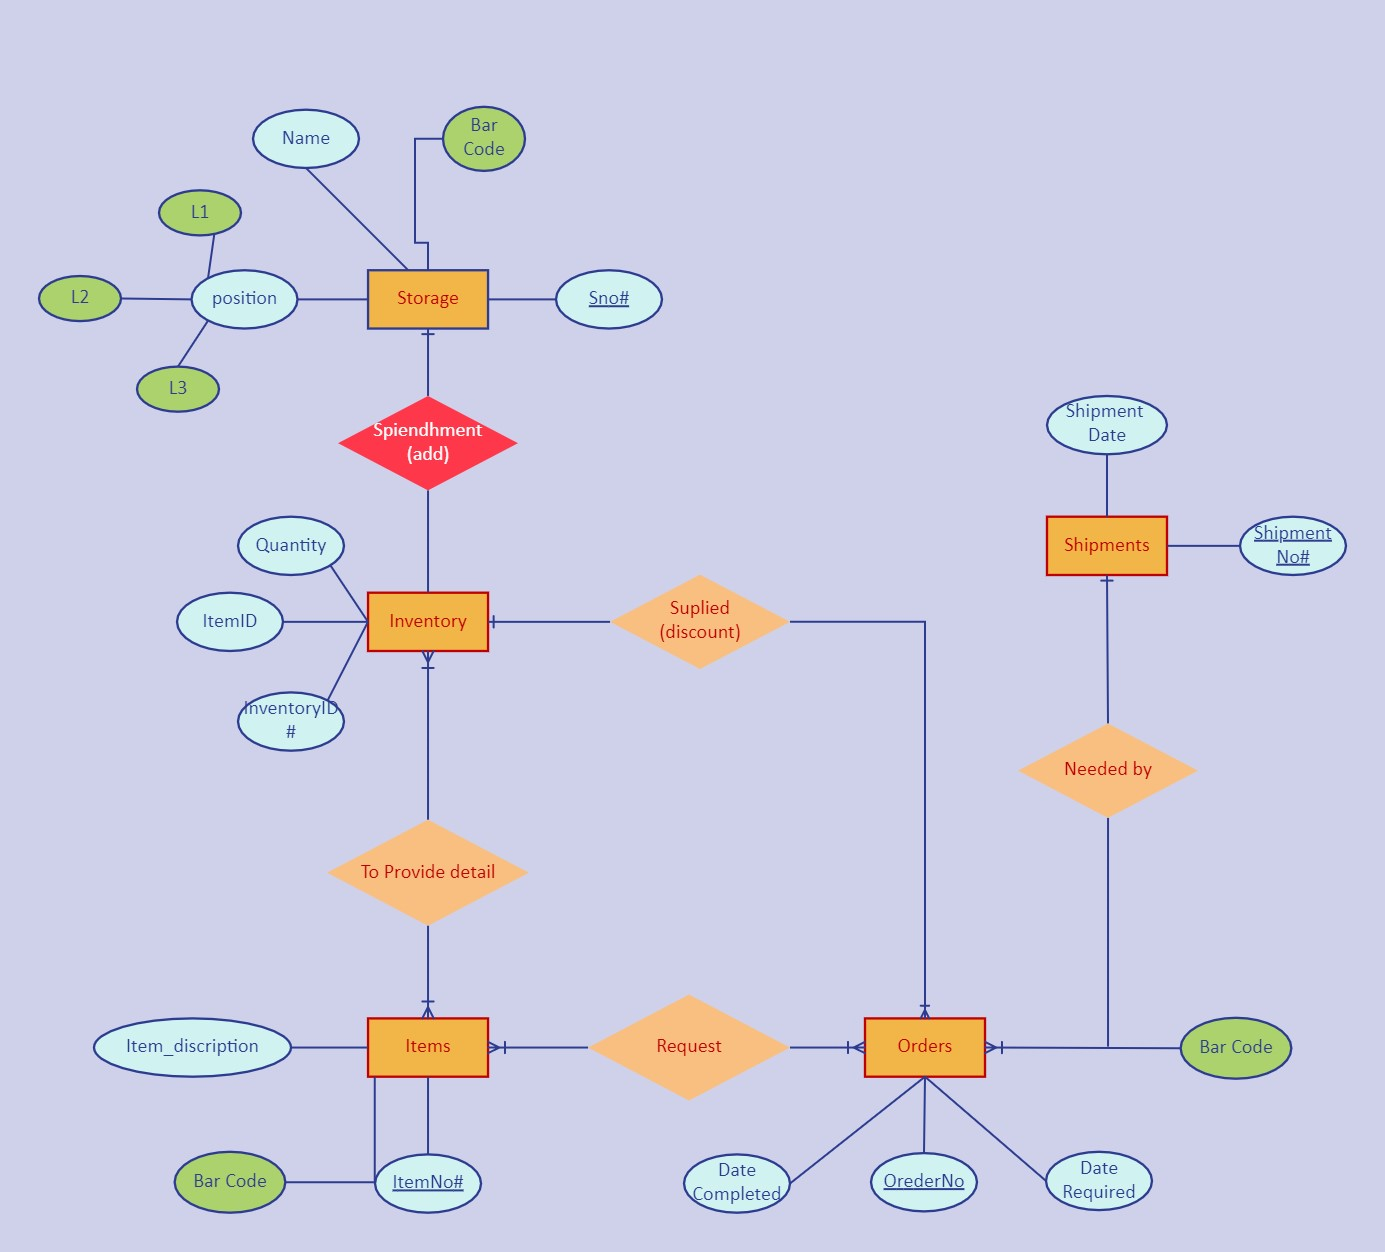 Name
Bar
Code
L1
L2
position
Storage
Sno#
L3
Spiendhment
(add)
Shipment
Date
Quantity
Shipments
Shipment
No#
ItemID
Inventory
Suplied
(discount)
InventoryID
#
Needed by
To Provide detail
Item_discription
Items
Request
Orders
Bar Code
Bar Code
ItemNo#
Date
Completed
OrederNo
Date
Required